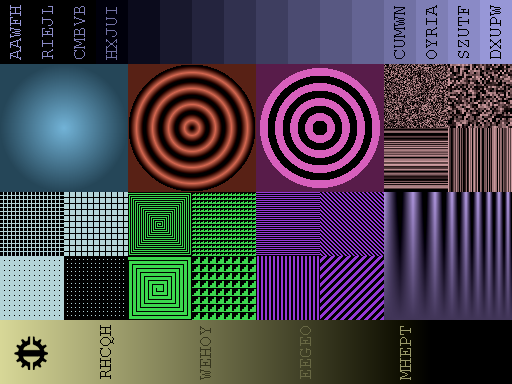 AAWFH
RIEJL
CMBVB
HXJUI
CUMWN
OYRIA
SZUTF
DXUPW
RHCQH
WEHOY
EEGEO
MHEPT